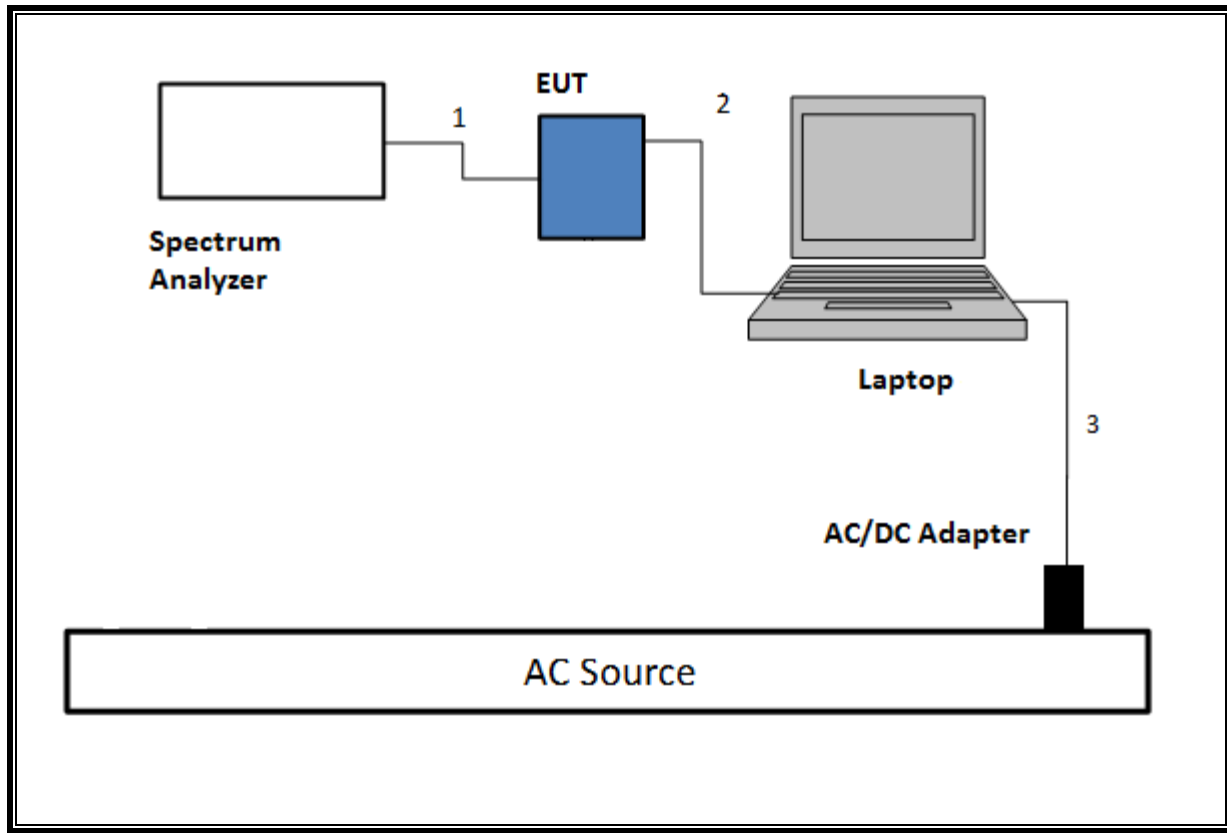 EUT
1
2
Spectrum
Analyzer
Laptop
3
AC/DC Adapter
AC Source